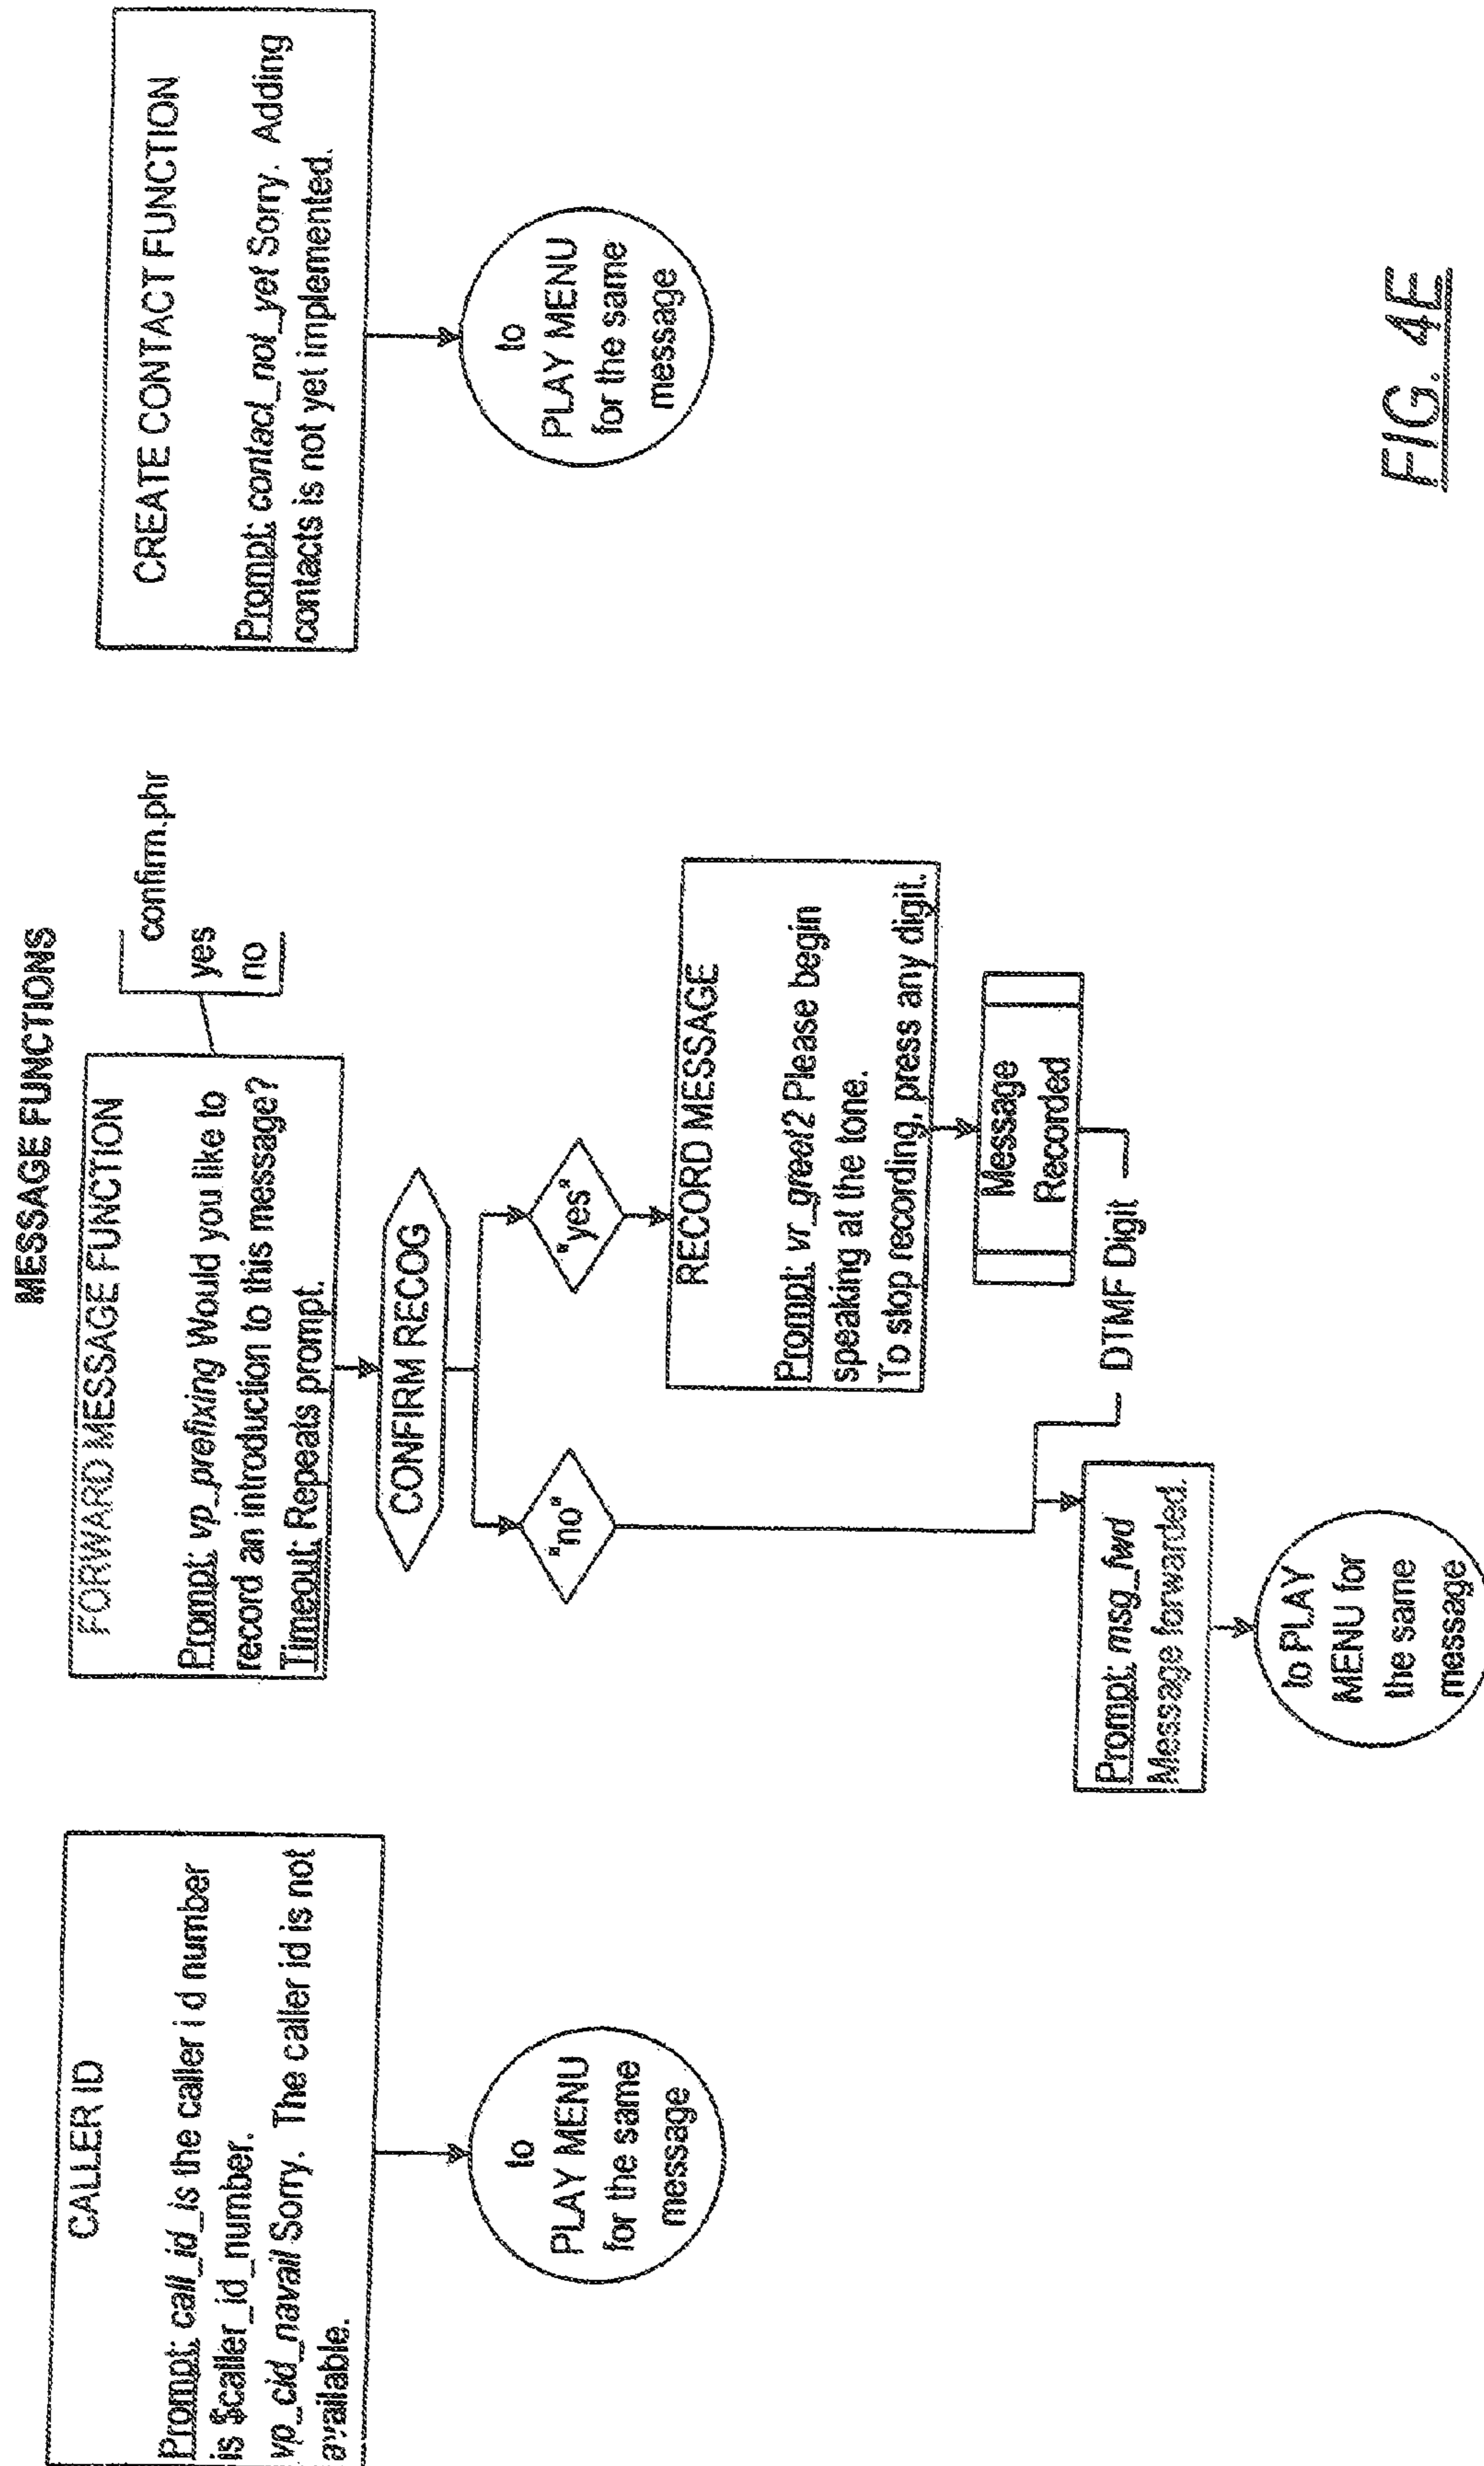 MESSAGE FUNCTIONS
CALLER ID
Prompt: call_id_is the caller i d number
is $caller_id_number.
vp_cid_navail Sorry. The caller id is not
available.
to
PLAY MENU
for the same
message
FORWARD MESSAGE FUNCTION
Prompt: vp_prefixing Would you like to
record an introduction to this message?
Timeout: Repeats prompt.
confirm.phr
yes
no
CONFIRM RECOG
"no"
"yes"
RECORD MESSAGE
Prompt: vr_greet2 Please begin
speaking at the tone.
To stop recording, press any digit.
Message
Recorded
DTMF Digit
Prompt: msg_fwd
Message forwarded.
to PLAY
MENU for
the same
message
CREATE CONTACT FUNCTION
Prompt: contact_not_yet Sorry. Adding
contacts is not yet implemented.
to
PLAY MENU
for the same
message
FIG. 4E